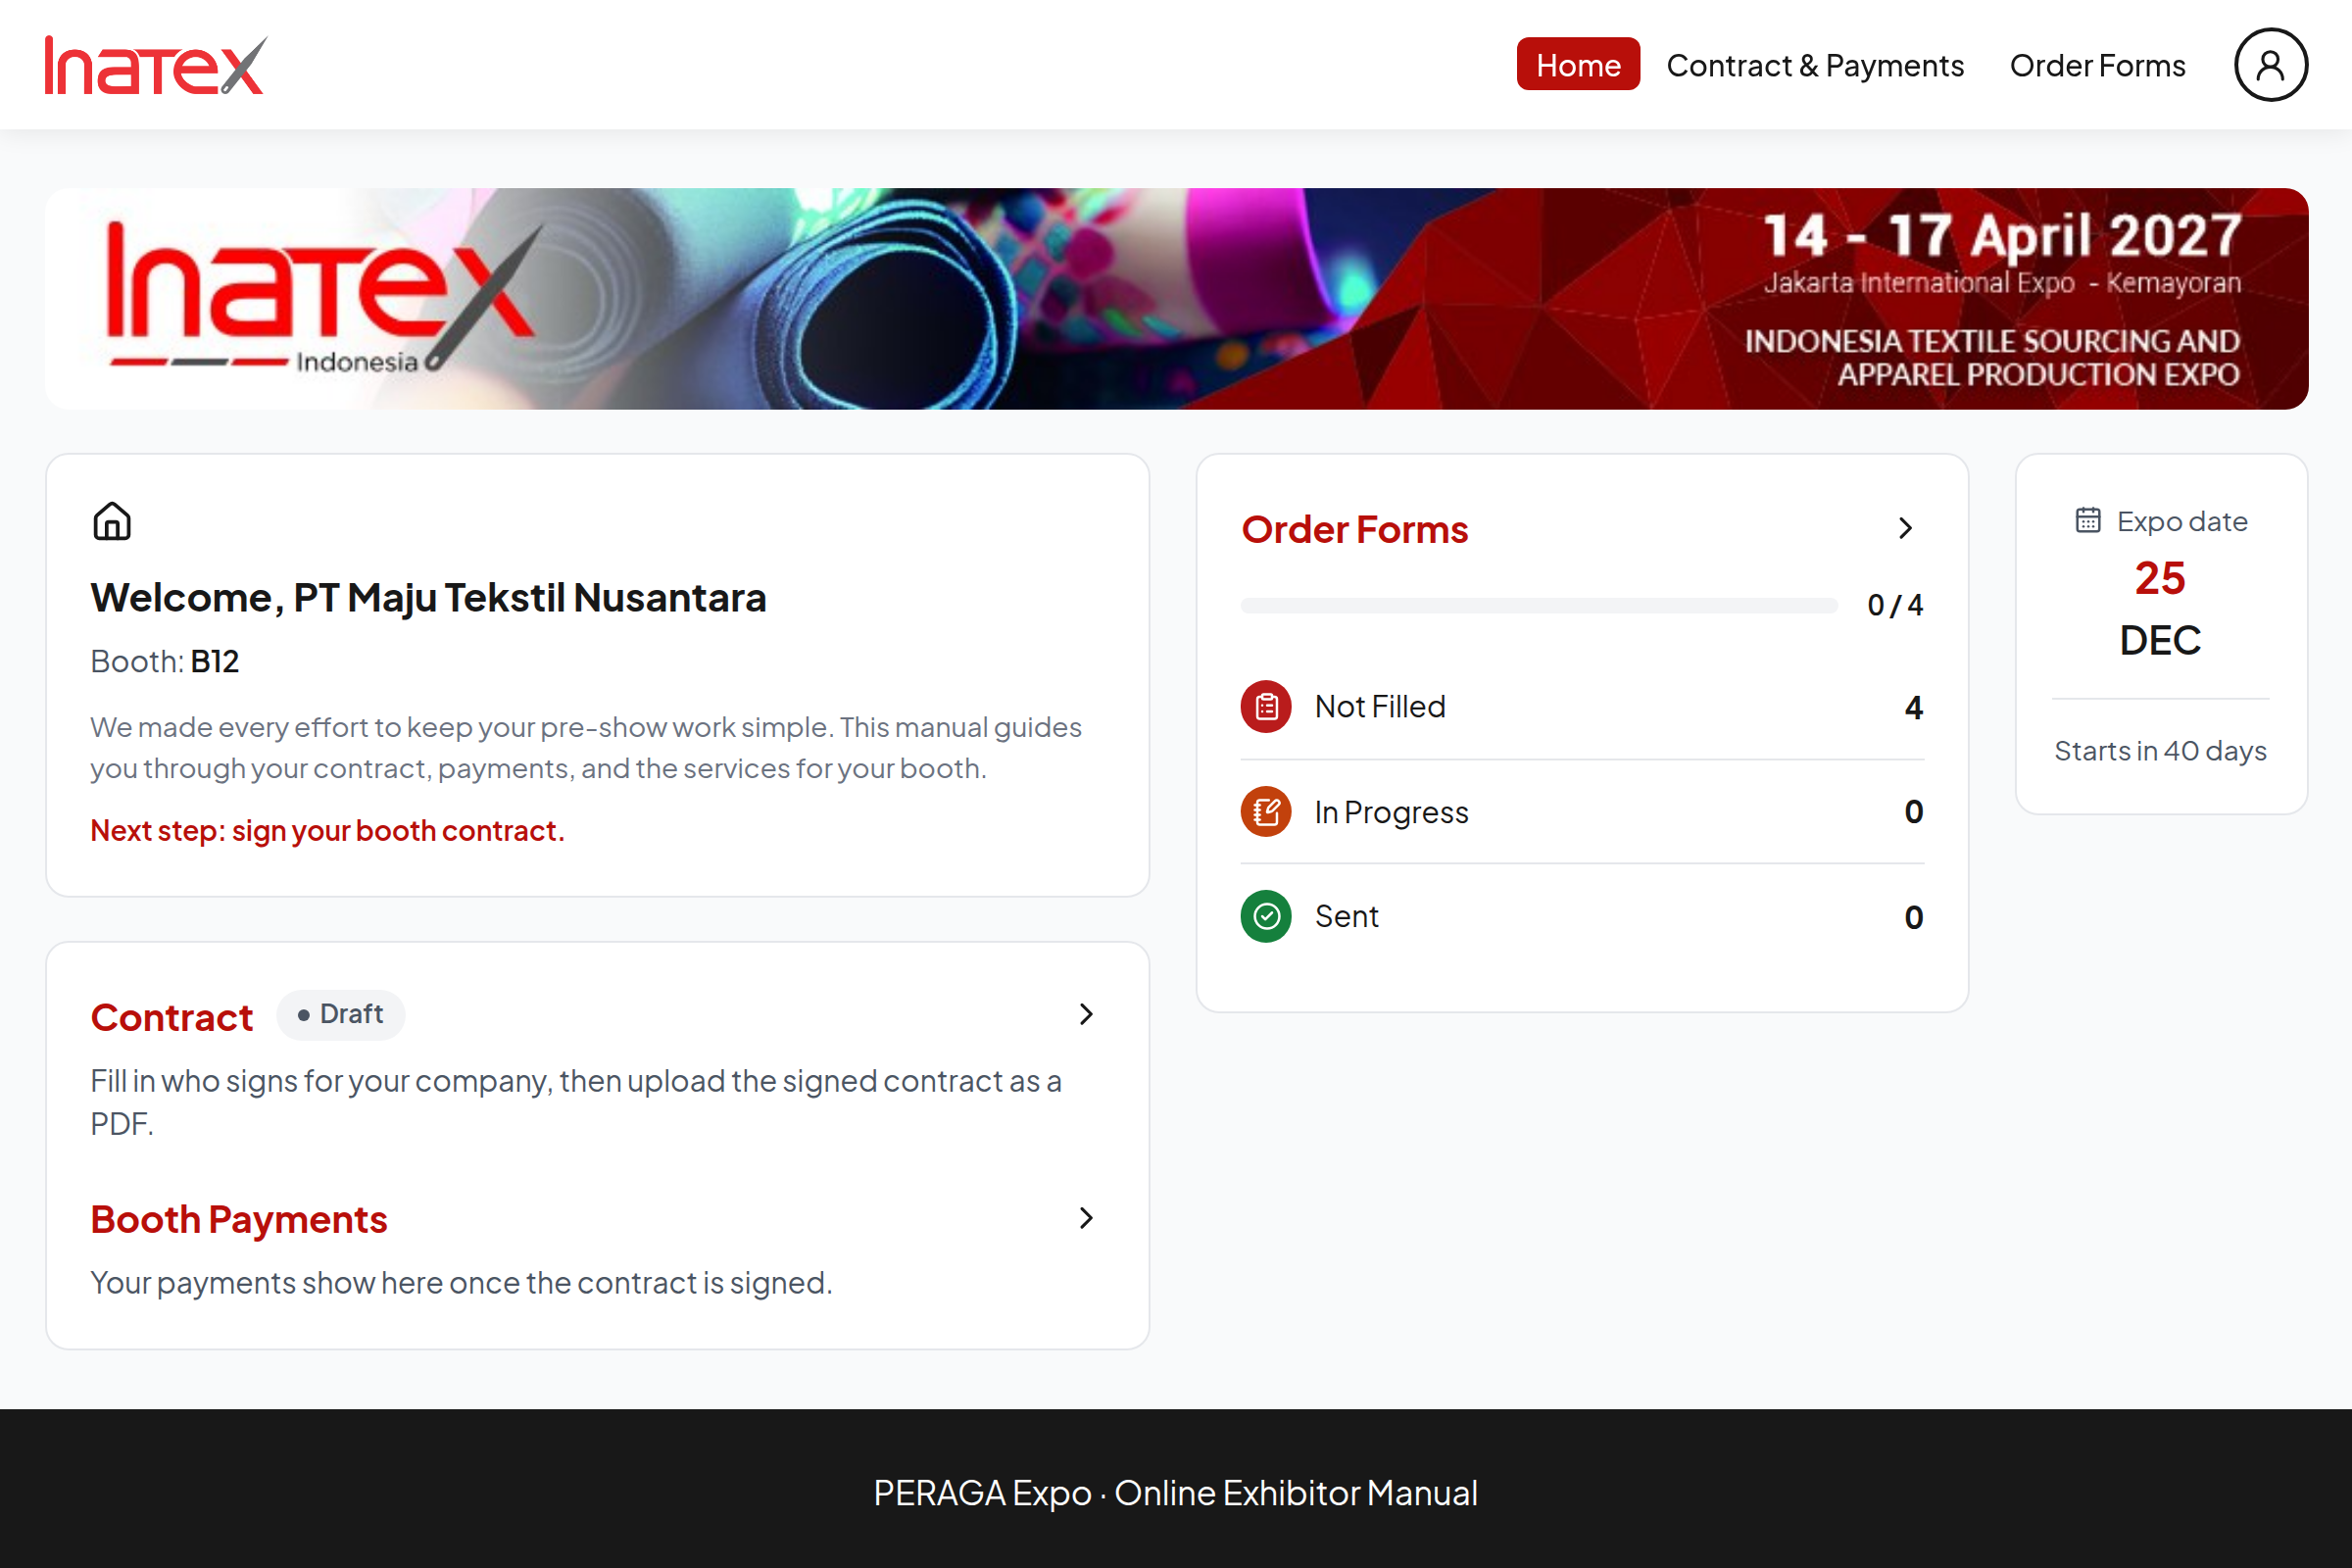 Inatex
Home
Contract & Payments
Order Forms
Inatex
Indonesia
14 - 17 April 2027
Jakarta International Expo - Kemayoran
INDONESIA TEXTILE SOURCING AND
APPAREL PRODUCTION EXPO
Welcome, PT Maju Tekstil Nusantara
Booth: B12
We made every effort to keep your pre-show work simple. This manual guides
you through your contract, payments, and the services for your booth.
Next step: sign your booth contract.
Contract
Draft
Fill in who signs for your company, then upload the signed contract as a
PDF.
Booth Payments
Your payments show here once the contract is signed.
Order Forms
0 / 4
Not Filled
4
In Progress
0
Sent
0
Expo date
25
DEC
Starts in 40 days
PERAGA Expo · Online Exhibitor Manual